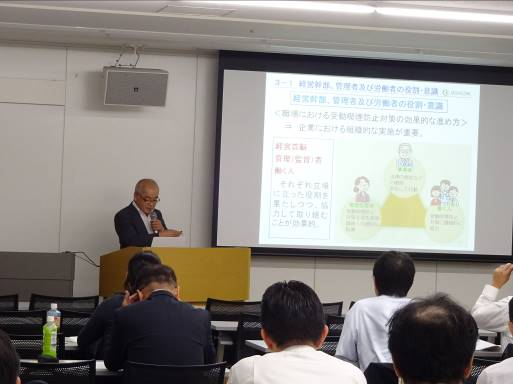 3-1 経営幹部、管理者及び労働者の役割・意識
経営幹部、管理者及び労働者の役割・意識
<職場における受動喫煙防止対策の効果的な進め方>
⇒ 企業における組織的な実施が重要。
経営首脳
管理(監督)者
働く人
それぞれ立場
に立った役割を
果たしつつ、協
力して取り組む
ことが効果的。